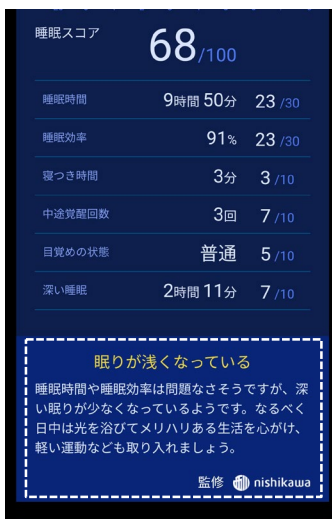 睡眠スコア 68/100
睡眠時間 9時間50分 23/30
睡眠効率 91% 23/30
寝つき時間 3分 3/10
中途覚醒回数 3回 7/10
目覚めの状態 普通 5/10
深い睡眠 2時間11分 7/10
眠りが浅くなっている
睡眠時間や睡眠効率は問題なさそうですが、深
い眠りが少なくなっているようです。なるべく
日中は光を浴びてメリハリある生活を心がけ、
軽い運動なども取り入れましょう。
監修 nishikawa